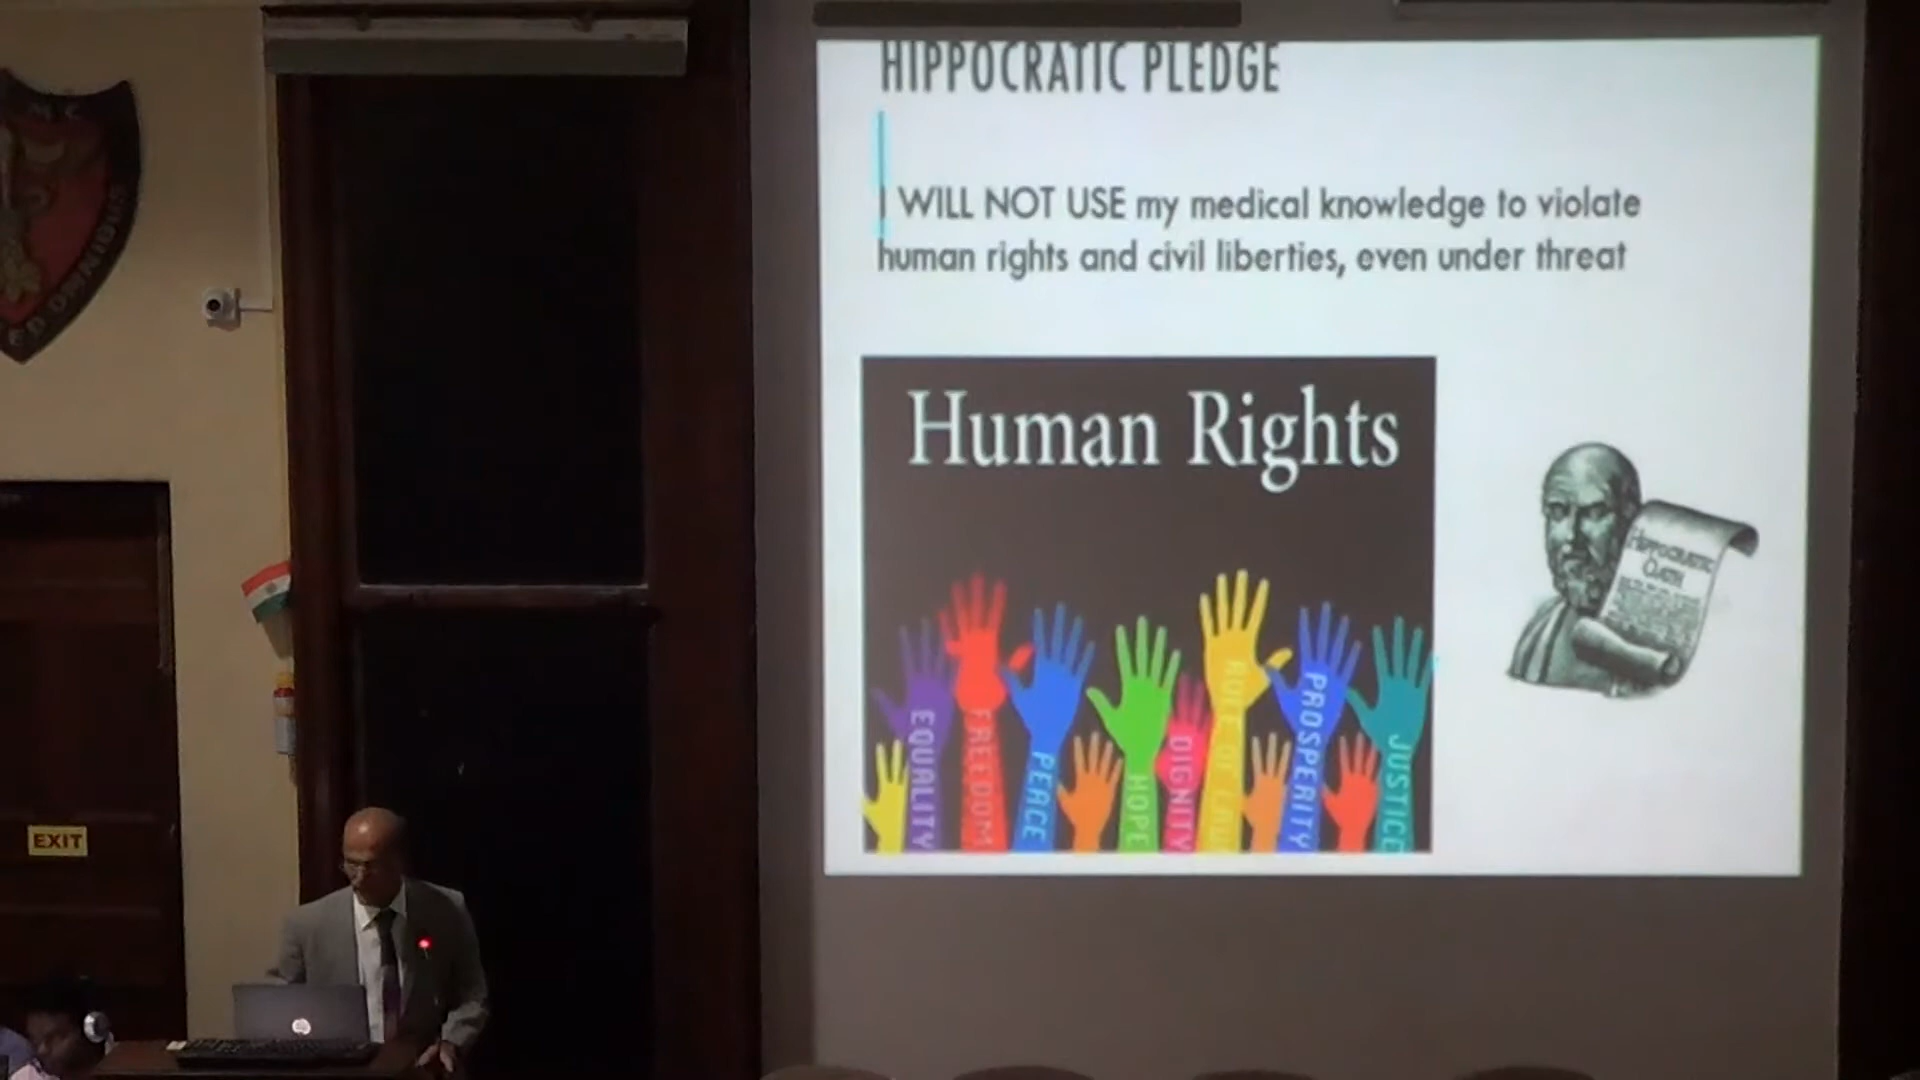 HIPPOCRATIC PLEDGE
I WILL NOT USE my medical knowledge to violate
human rights and civil liberties, even under threat
Human Rights
HIPPOCRATIC
OATH
EQUALITY
FREEDOM
PEACE
HOPE
DIGNITY
RULE OF LAW
PROSPERITY
JUSTICE
EXIT